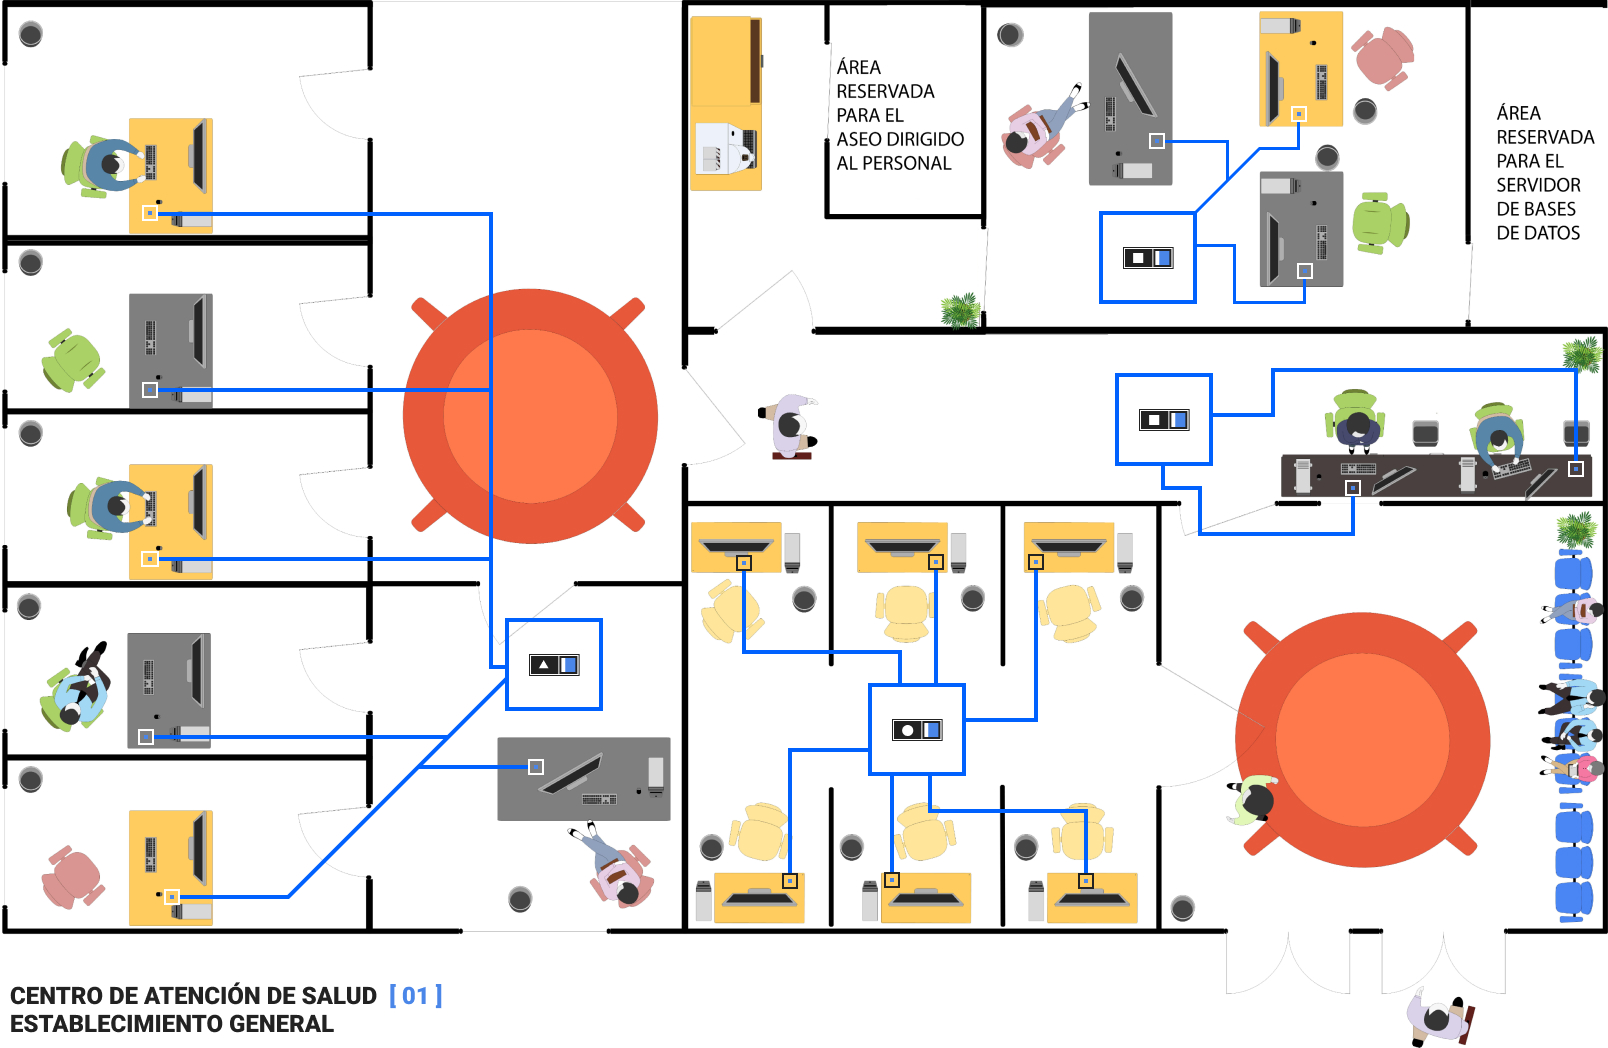 ÁREA
RESERVADA
PARA EL
ASEO DIRIGIDO
AL PERSONAL
ÁREA
RESERVADA
PARA EL
SERVIDOR
DE BASES
DE DATOS
CENTRO DE ATENCIÓN DE SALUD [ 01 ]
ESTABLECIMIENTO GENERAL